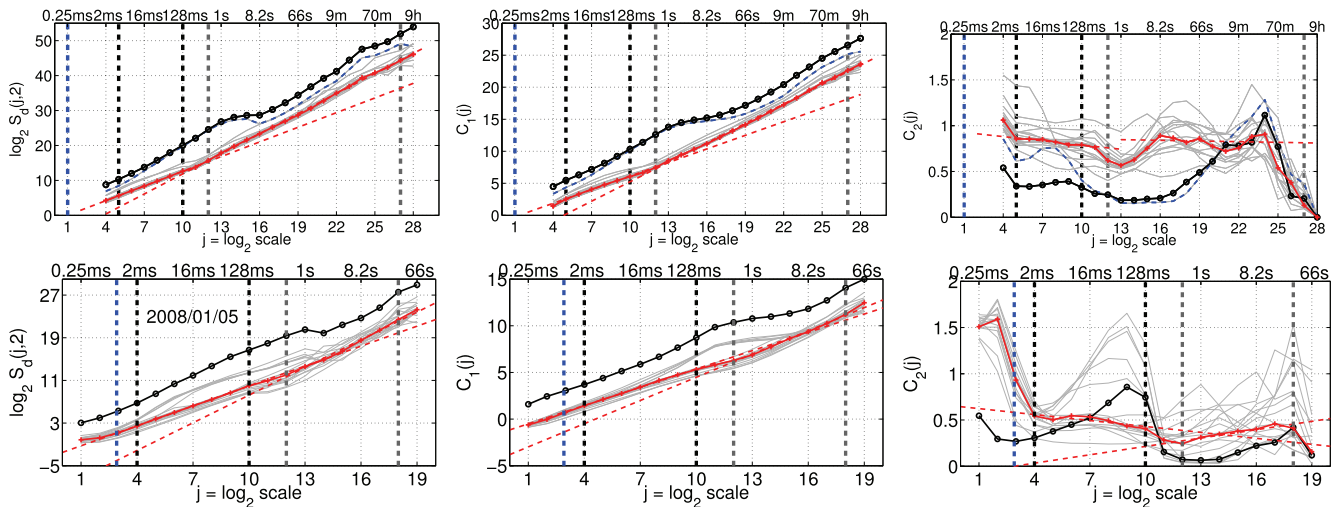 0.25ms 2ms 16ms 128ms 1s 8.2s 66s 9m 70m 9h
50
40
30
20
10
0
log2 Sd(j,2)
1 4 7 10 13 16 19 22 25 28
j = log2 scale
0.25ms 2ms 16ms 128ms 1s 8.2s 66s 9m 70m 9h
30
25
20
15
10
5
0
C1(j)
1 4 7 10 13 16 19 22 25 28
j = log2 scale
0.25ms 2ms 16ms 128ms 1s 8.2s 66s 9m 70m 9h
2
1.5
1
0.5
0
C2(j)
1 4 7 10 13 16 19 22 25 28
j = log2 scale
0.25ms 2ms 16ms 128ms 1s 8.2s 66s
27
19
11
3
−5
log2 Sd(j,2)
2008/01/05
1 4 7 10 13 16 19
j = log2 scale
0.25ms 2ms 16ms 128ms 1s 8.2s 66s
15
10
5
0
−5
C1(j)
1 4 7 10 13 16 19
j = log2 scale
0.25ms 2ms 16ms 128ms 1s 8.2s 66s
2
1.5
1
0.5
0
C2(j)
1 4 7 10 13 16 19
j = log2 scale